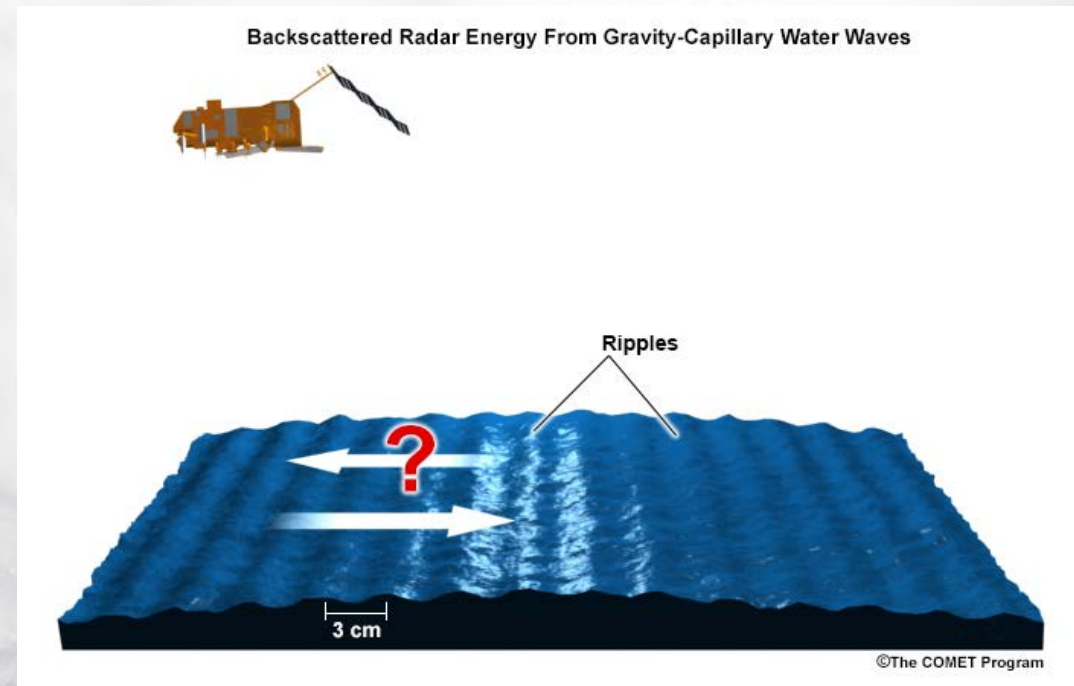 Backscattered Radar Energy From Gravity-Capillary Water Waves
Ripples
?
3 cm
©The COMET Program